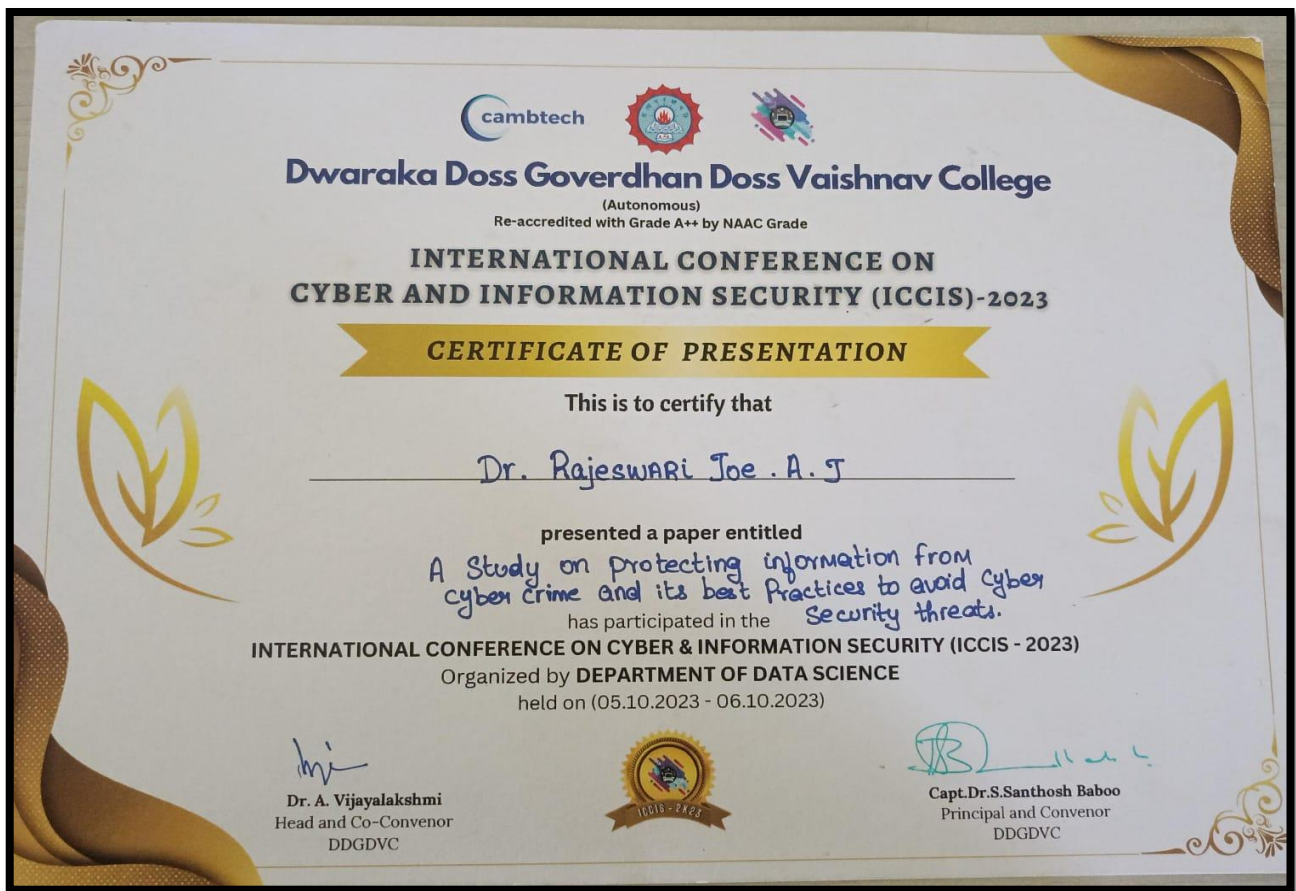 cambtech
Dwaraka Doss Goverdhan Doss Vaishnav College
(Autonomous)
Re-accredited with Grade A++ by NAAC Grade
INTERNATIONAL CONFERENCE ON
CYBER AND INFORMATION SECURITY (ICCIS)-2023
CERTIFICATE OF PRESENTATION
This is to certify that
Dr. Rajeswari Joe . A. J
presented a paper entitled
A Study on protecting information from
cyber crime and its best Practices to avoid Cyber
Security threats.
has participated in the
INTERNATIONAL CONFERENCE ON CYBER & INFORMATION SECURITY (ICCIS - 2023)
Organized by DEPARTMENT OF DATA SCIENCE
held on (05.10.2023 - 06.10.2023)
ICCIS - 2K23
Dr. A. Vijayalakshmi
Head and Co-Convenor
DDGDVC
Capt.Dr.S.Santhosh Baboo
Principal and Convenor
DDGDVC